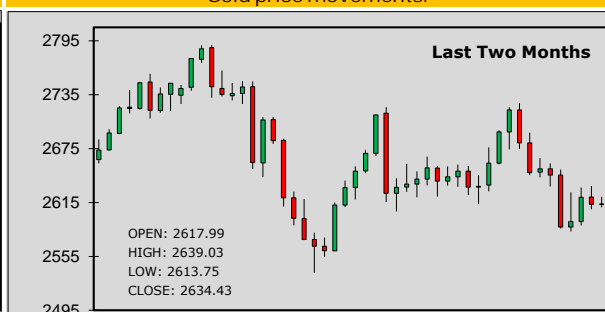 Gold price movements.
2795
Last Two Months
2735
2675
2615
OPEN: 2617.99
HIGH: 2639.03
2555
LOW: 2613.75
CLOSE: 2634.43
2495